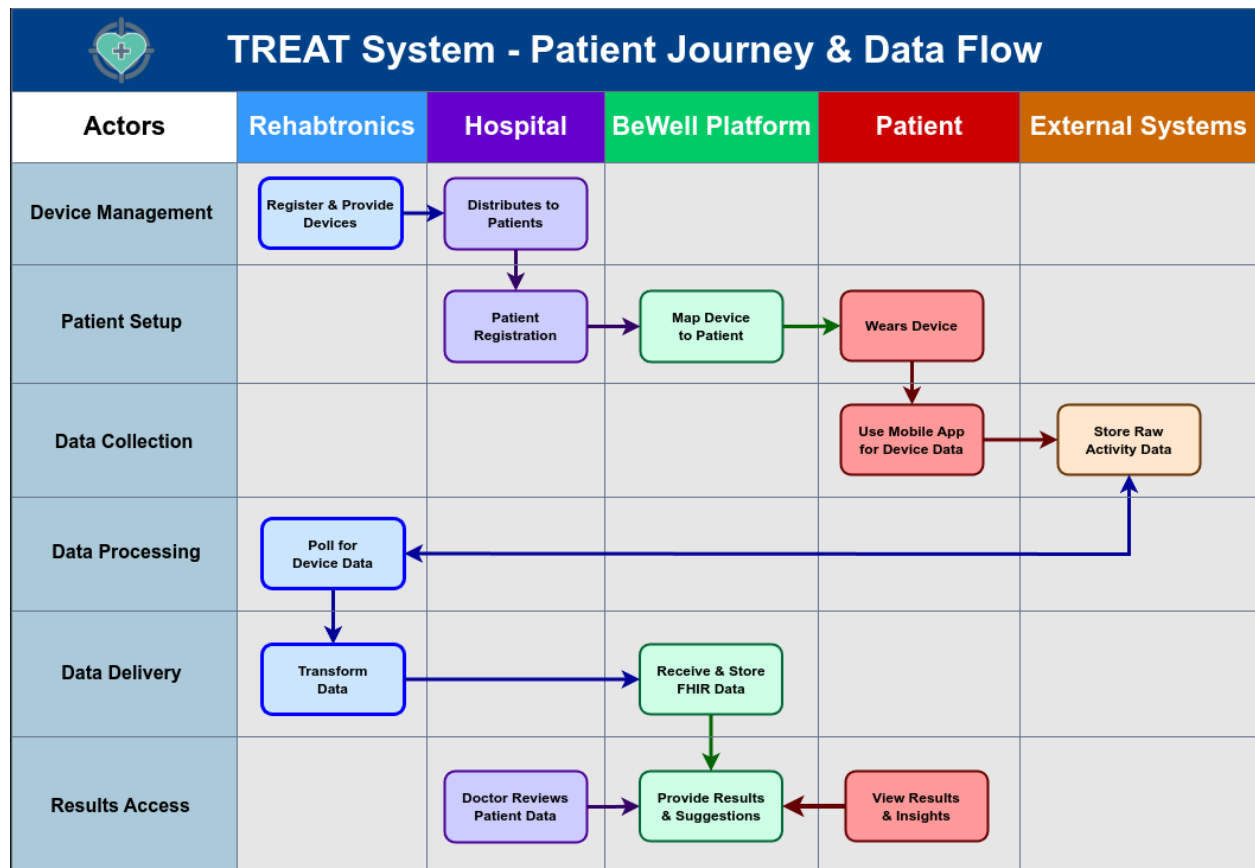 TREAT System - Patient Journey & Data Flow
Actors
Rehabtronics
Hospital
BeWell Platform
Patient
External Systems
Device Management
Register & Provide
Devices
Distributes to
Patients
Patient Setup
Patient
Registration
Map Device
to Patient
Wears Device
Data Collection
Use Mobile App
for Device Data
Store Raw
Activity Data
Data Processing
Poll for
Device Data
Data Delivery
Transform
Data
Receive & Store
FHIR Data
Results Access
Doctor Reviews
Patient Data
Provide Results
& Suggestions
View Results
& Insights